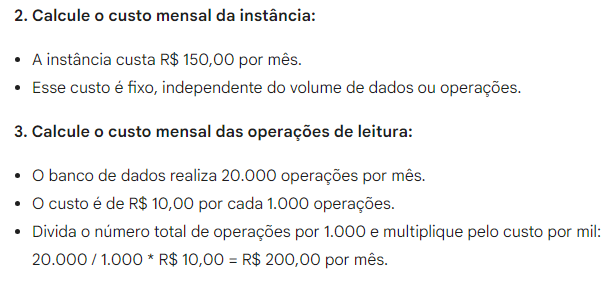 2. Calcule o custo mensal da instância:
• A instância custa R$ 150,00 por mês.
• Esse custo é fixo, independente do volume de dados ou operações.
3. Calcule o custo mensal das operações de leitura:
• O banco de dados realiza 20.000 operações por mês.
• O custo é de R$ 10,00 por cada 1.000 operações.
• Divida o número total de operações por 1.000 e multiplique pelo custo por mil:
20.000 / 1.000 * R$ 10,00 = R$ 200,00 por mês.